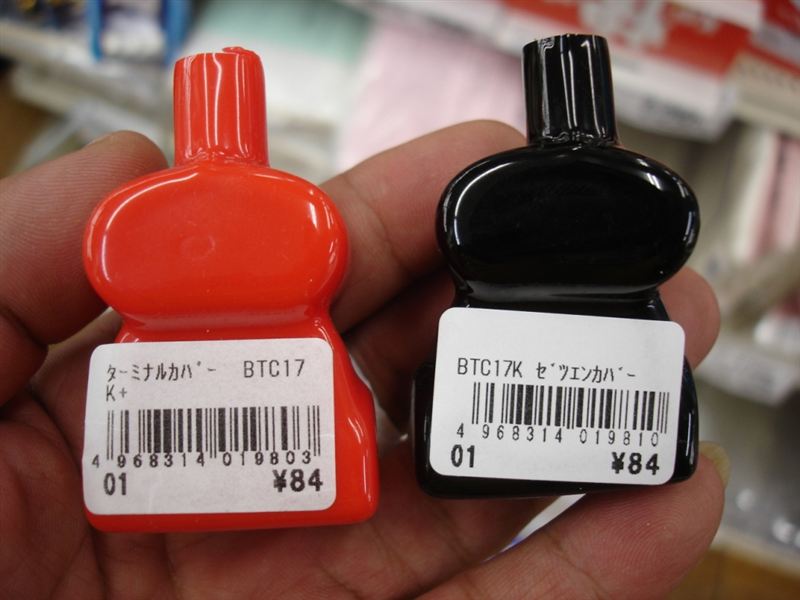 ﾀｰﾐﾅﾙｶﾊﾞｰ BTC17
K+
4 968314 019803
01 ¥84
BTC17K ｾﾞﾂｴﾝｶﾊﾞｰ
4 968314 019810
01 ¥84